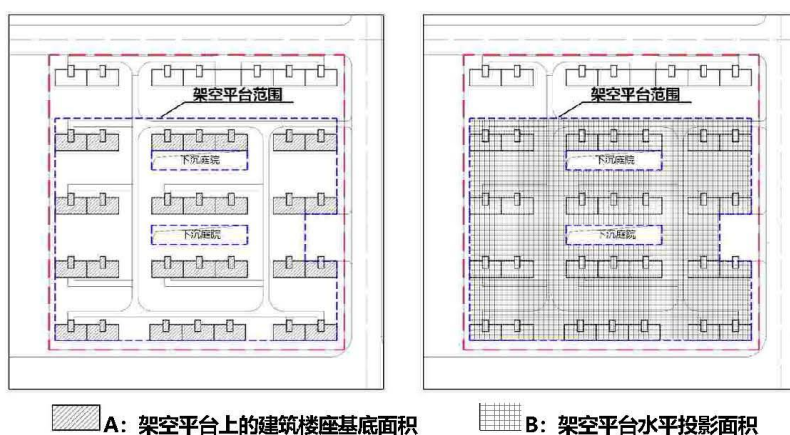 架空平台范围
架空平台范围
下沉庭院
下沉庭院
下沉庭院
下沉庭院
A：架空平台上的建筑楼座基底面积
B：架空平台水平投影面积